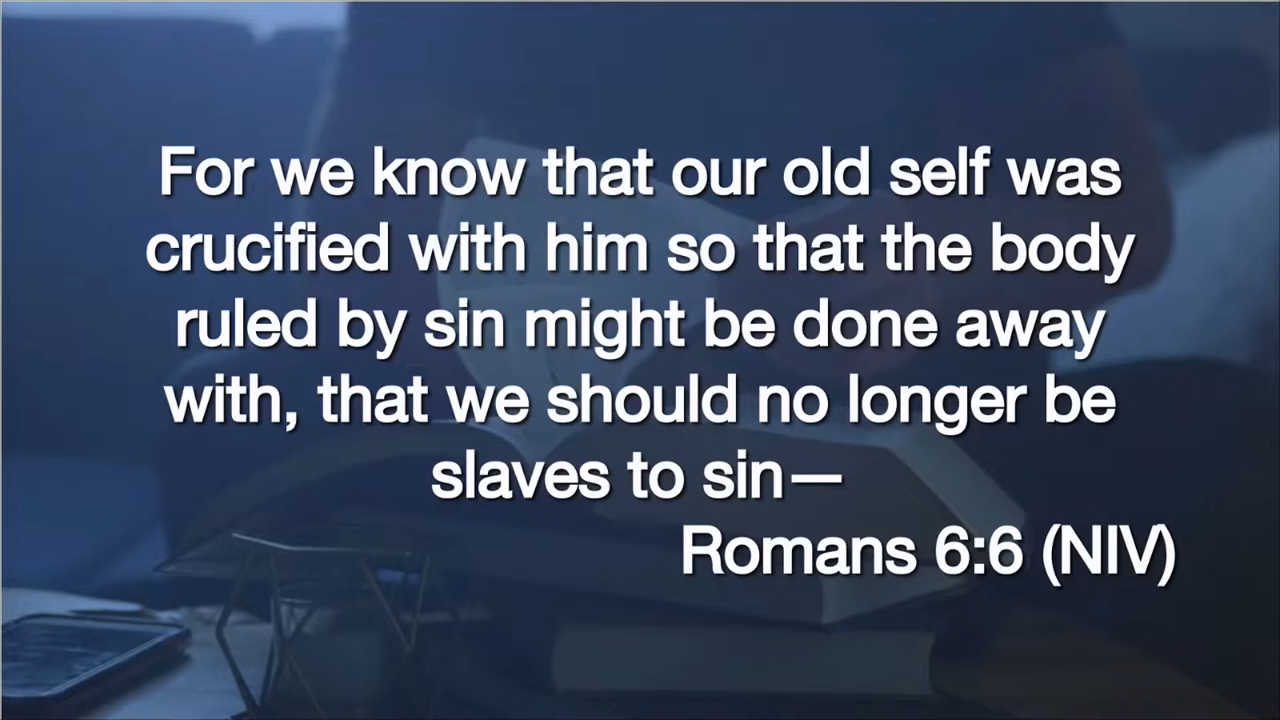 For we know that our old self was
crucified with him so that the body
ruled by sin might be done away
with, that we should no longer be
slaves to sin—
Romans 6:6 (NIV)